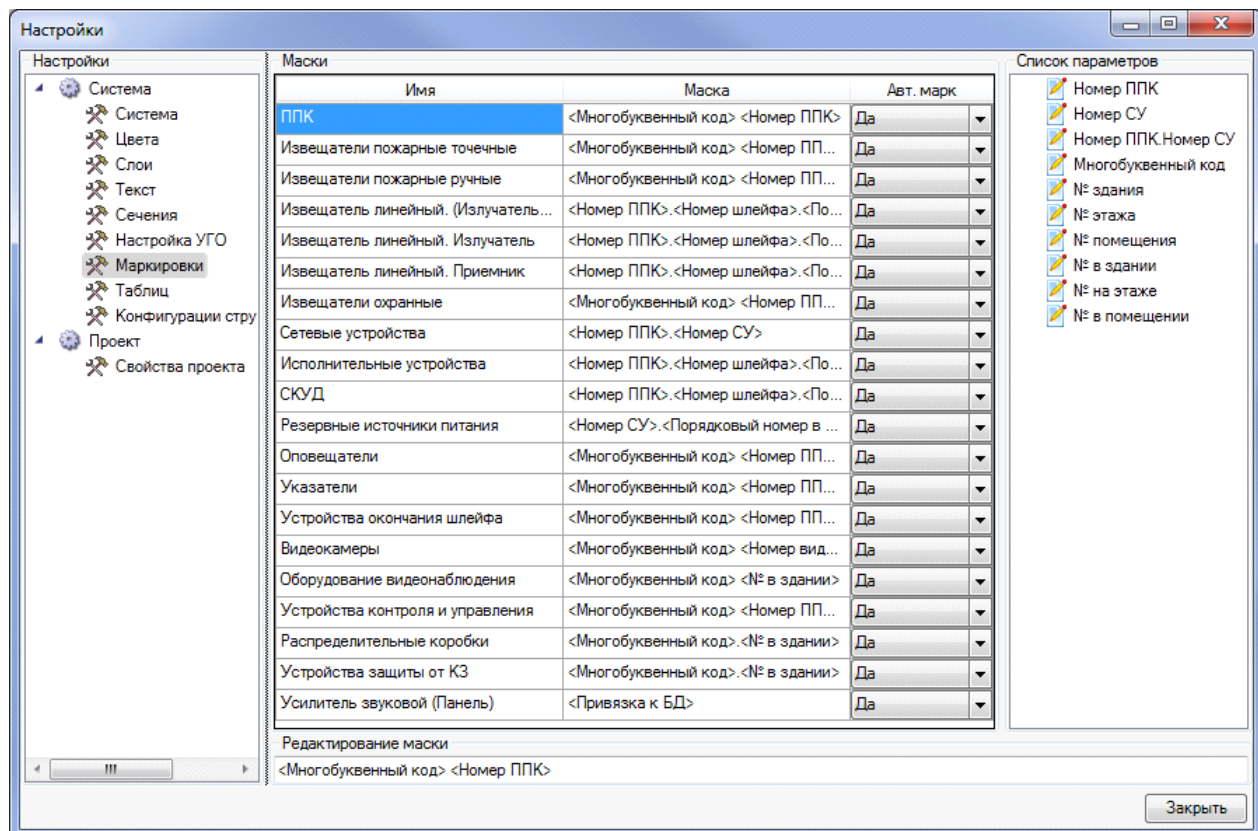 Настройки
Настройки
Система
Система
Цвета
Слои
Текст
Сечения
Настройка УГО
Маркировки
Таблиц
Конфигурации стру
Проект
Свойства проекта
Маски
Имя Маска Авт. марк
ППК <Многобуквенный код> <Номер ППК> Да
Извещатели пожарные точечные <Многобуквенный код> <Номер ПП... Да
Извещатели пожарные ручные <Многобуквенный код> <Номер ПП... Да
Извещатель линейный. (Излучатель... <Номер ППК>.<Номер шлейфа>.<По... Да
Извещатель линейный. Излучатель <Номер ППК>.<Номер шлейфа>.<По... Да
Извещатель линейный. Приемник <Номер ППК>.<Номер шлейфа>.<По... Да
Извещатели охранные <Многобуквенный код> <Номер ПП... Да
Сетевые устройства <Номер ППК>.<Номер СУ> Да
Исполнительные устройства <Номер ППК>.<Номер шлейфа>.<По... Да
СКУД <Номер ППК>.<Номер шлейфа>.<По... Да
Резервные источники питания <Номер СУ>.<Порядковый номер в ... Да
Оповещатели <Многобуквенный код> <Номер ПП... Да
Указатели <Многобуквенный код> <Номер ПП... Да
Устройства окончания шлейфа <Многобуквенный код> <Номер ПП... Да
Видеокамеры <Многобуквенный код> <Номер вид... Да
Оборудование видеонаблюдения <Многобуквенный код> <№ в здании> Да
Устройства контроля и управления <Многобуквенный код> <Номер ПП... Да
Распределительные коробки <Многобуквенный код>.<№ в здании> Да
Устройства защиты от КЗ <Многобуквенный код>.<№ в здании> Да
Усилитель звуковой (Панель) <Привязка к БД> Да
Редактирование маски
<Многобуквенный код> <Номер ППК>
Список параметров
Номер ППК
Номер СУ
Номер ППК.Номер СУ
Многобуквенный код
№ здания
№ этажа
№ помещения
№ в здании
№ на этаже
№ в помещении
Закрыть